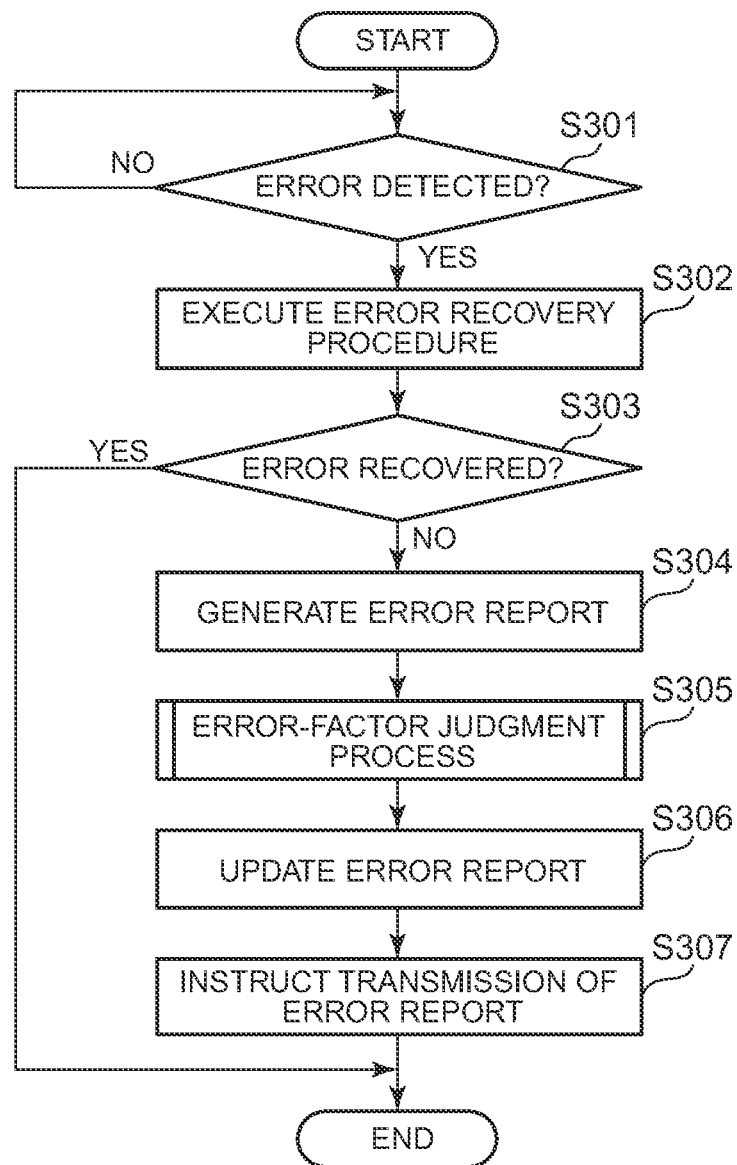 START
S301
NO
ERROR DETECTED?
YES
S302
EXECUTE ERROR RECOVERY
PROCEDURE
S303
YES
ERROR RECOVERED?
NO
S304
GENERATE ERROR REPORT
S305
ERROR-FACTOR JUDGMENT
PROCESS
S306
UPDATE ERROR REPORT
S307
INSTRUCT TRANSMISSION OF
ERROR REPORT
END